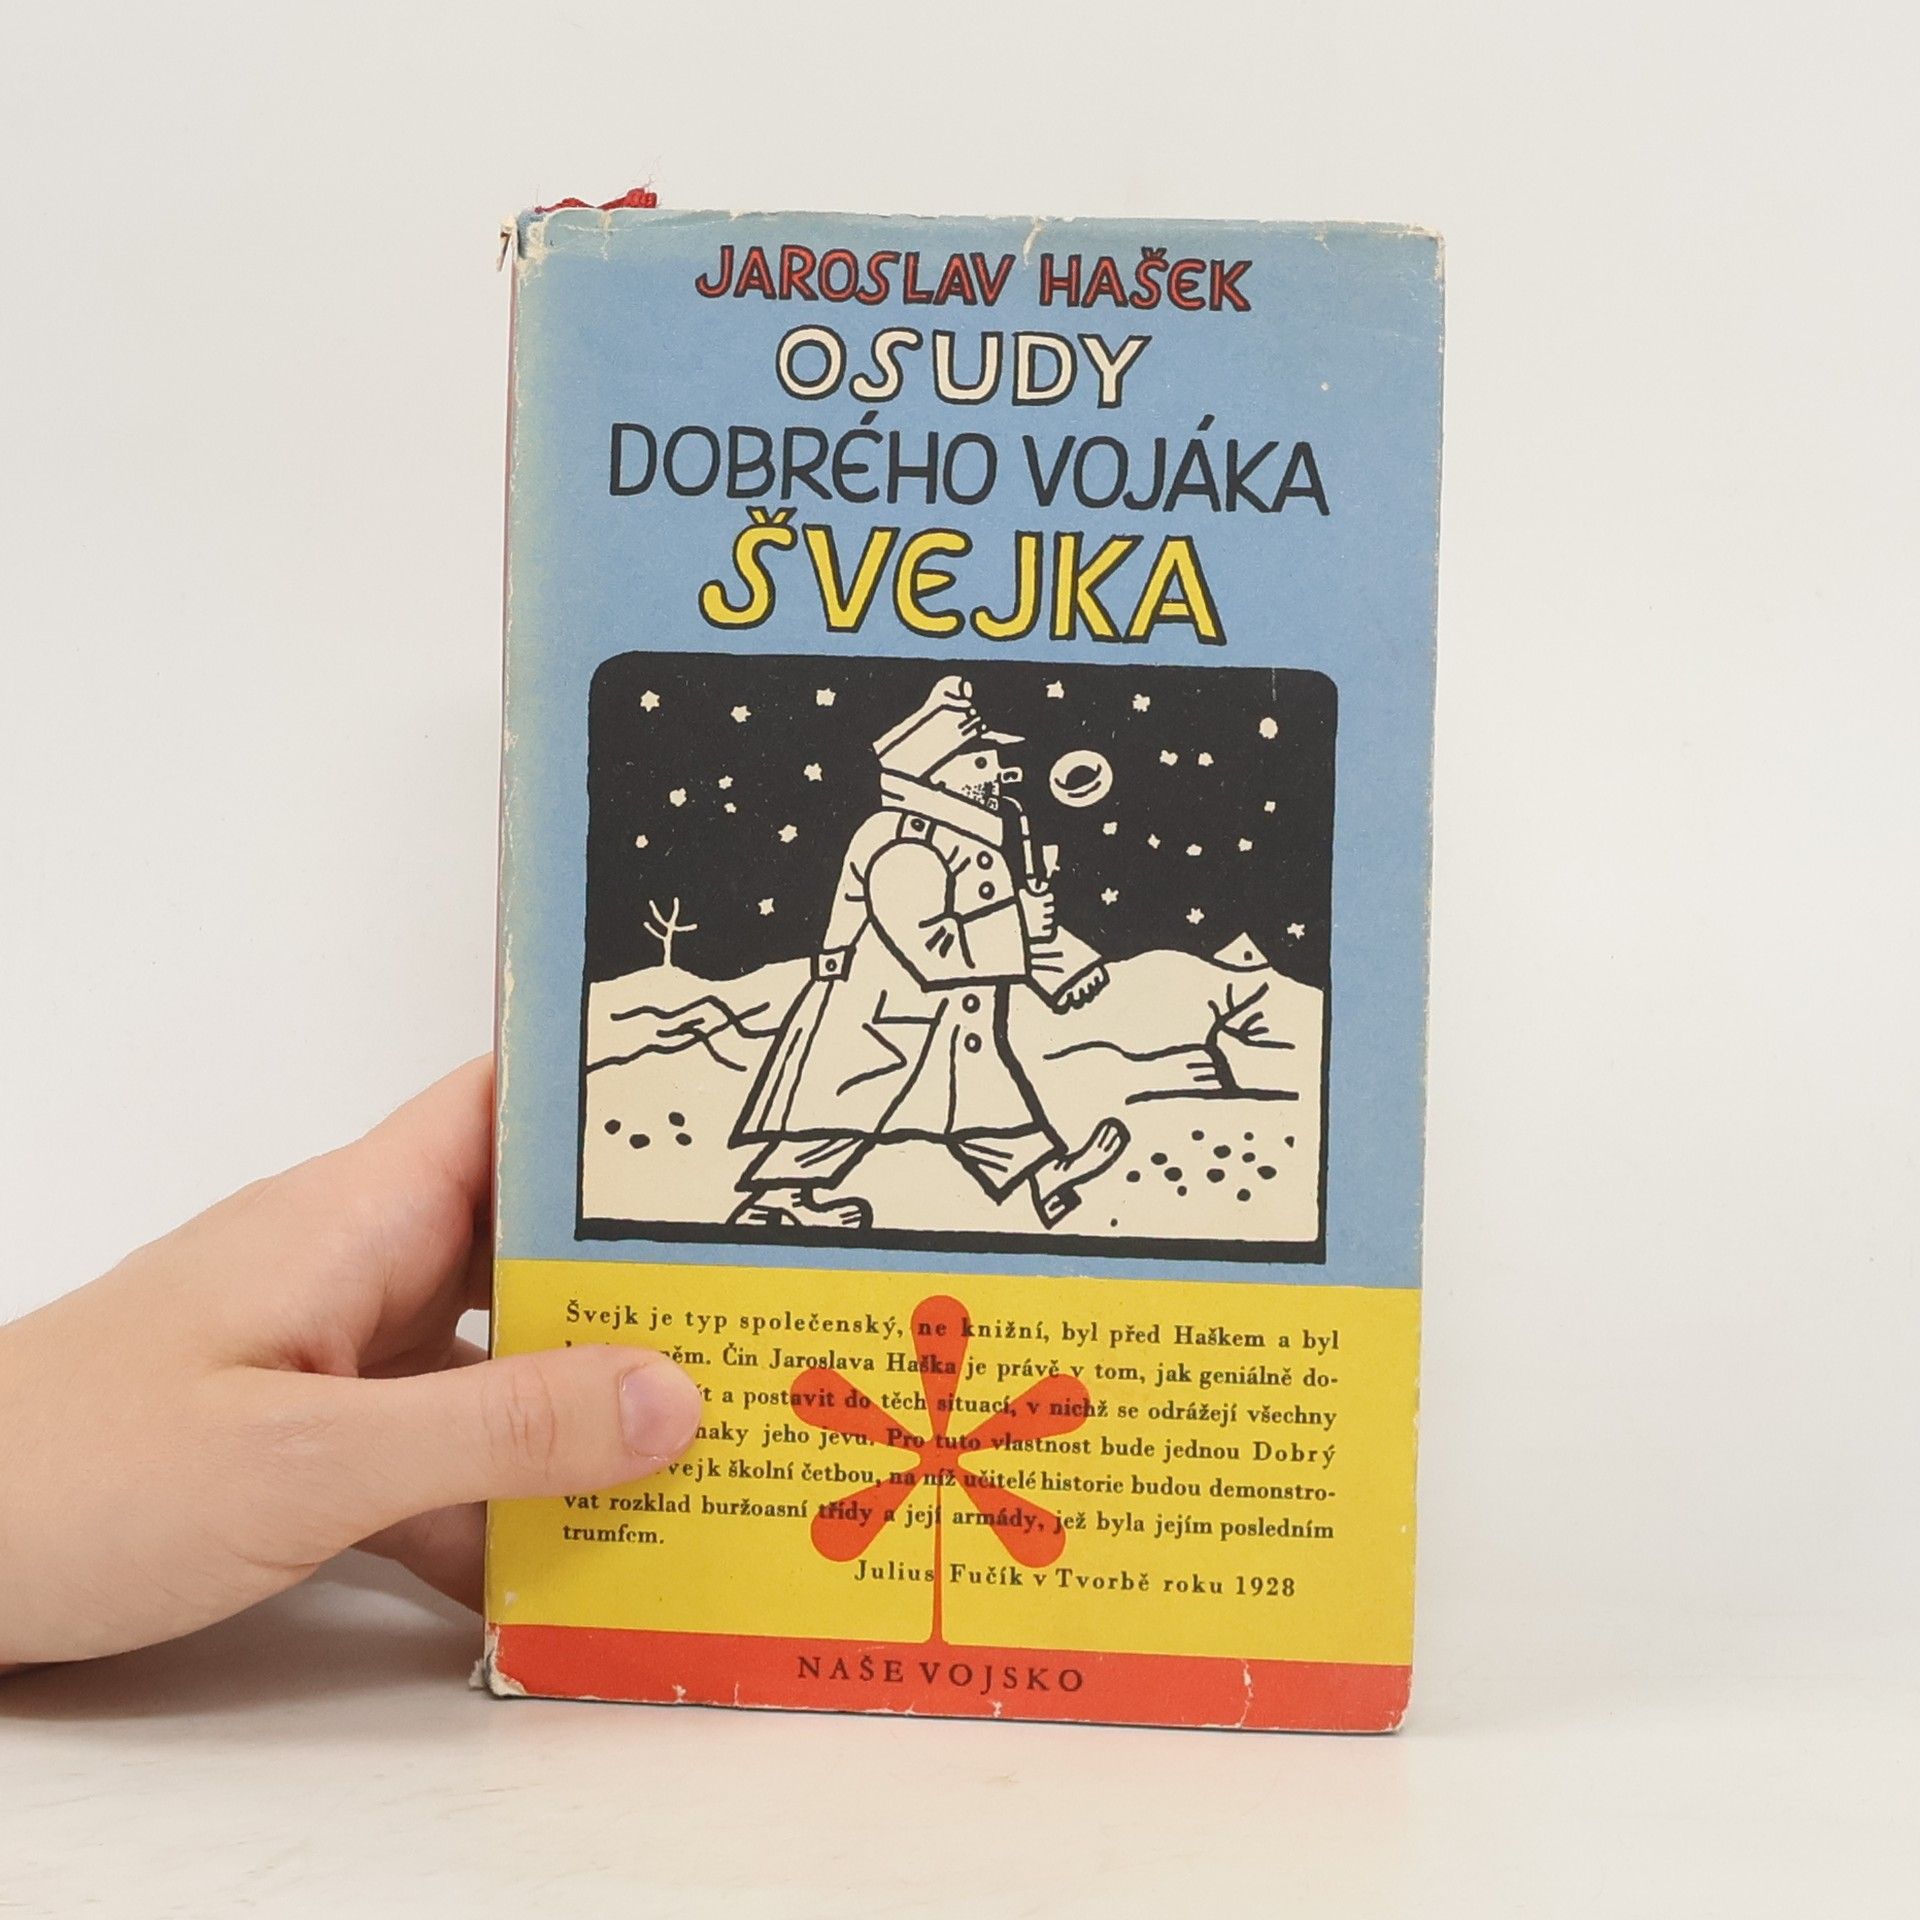 JAROSLAV HAŠEK
OSUDY
DOBRÉHO VOJÁKA
ŠVEJKA
Švejk je typ společenský, ne knižní, byl před Haškem a byl
něm. Čin Jaroslava Haška je právě v tom, jak geniálně do-
a postavit do těch situací, v nichž se odrážejí všechny
jeho jevu. Pro tuto vlastnost bude jednou Dobrý
školní četbou, na níž učitelé historie budou demonstro-
vat rozklad buržoasní třídy a její armády, jež byla jejím posledním
trumfem.
Julius Fučík v Tvorbě roku 1928
NAŠE VOJSKO